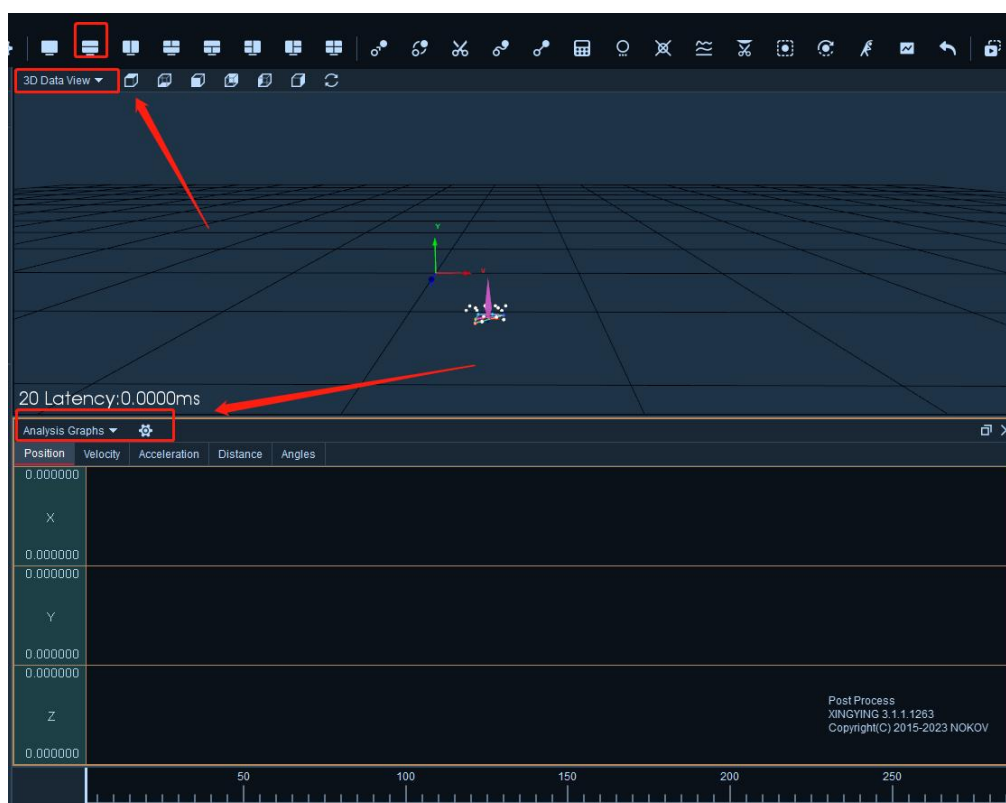 3D Data View
Y
X
20 Latency:0.0000ms
Analysis Graphs
Position Velocity Acceleration Distance Angles
0.000000
X
0.000000
0.000000
Y
0.000000
0.000000
Z
0.000000
Post Process
XINGYING 3.1.1.1263
Copyright(C) 2015-2023 NOKOV
50 100 150 200 250